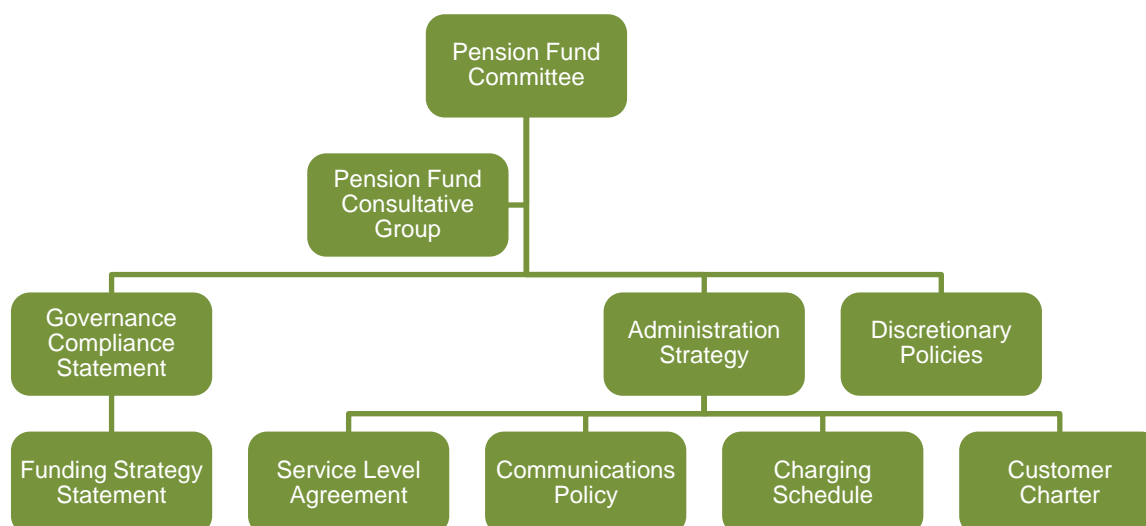 Pension Fund
Committee
Pension Fund
Consultative
Group
Governance
Compliance
Statement
Administration
Strategy
Discretionary
Policies
Funding Strategy
Statement
Service Level
Agreement
Communications
Policy
Charging
Schedule
Customer
Charter